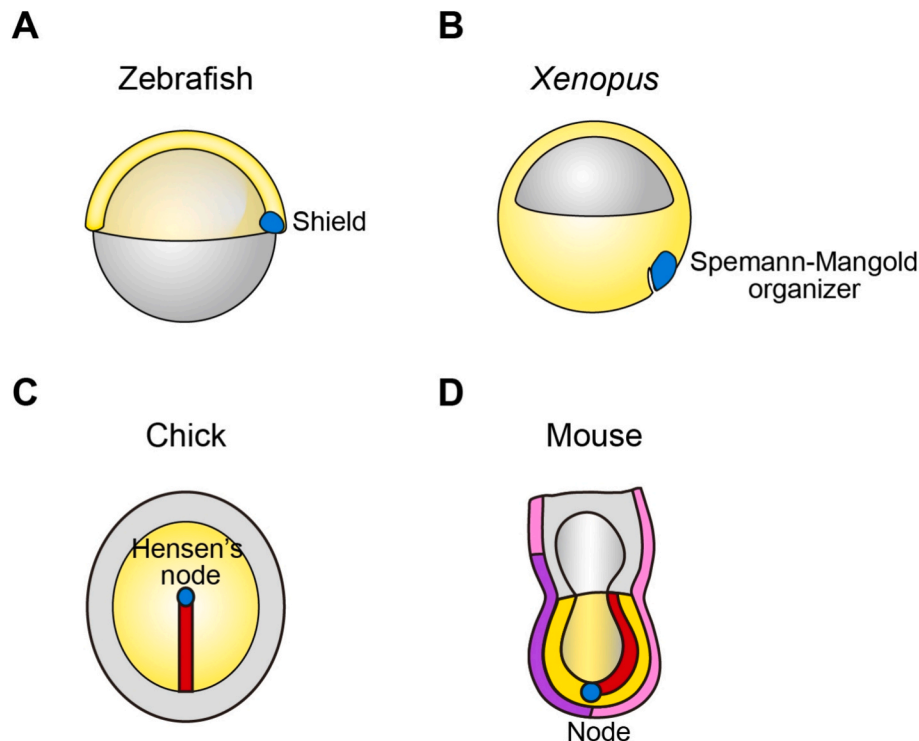 A
Zebrafish
Shield
B
Xenopus
Spemann-Mangold
organizer
C
Chick
Hensen's
node
D
Mouse
Node